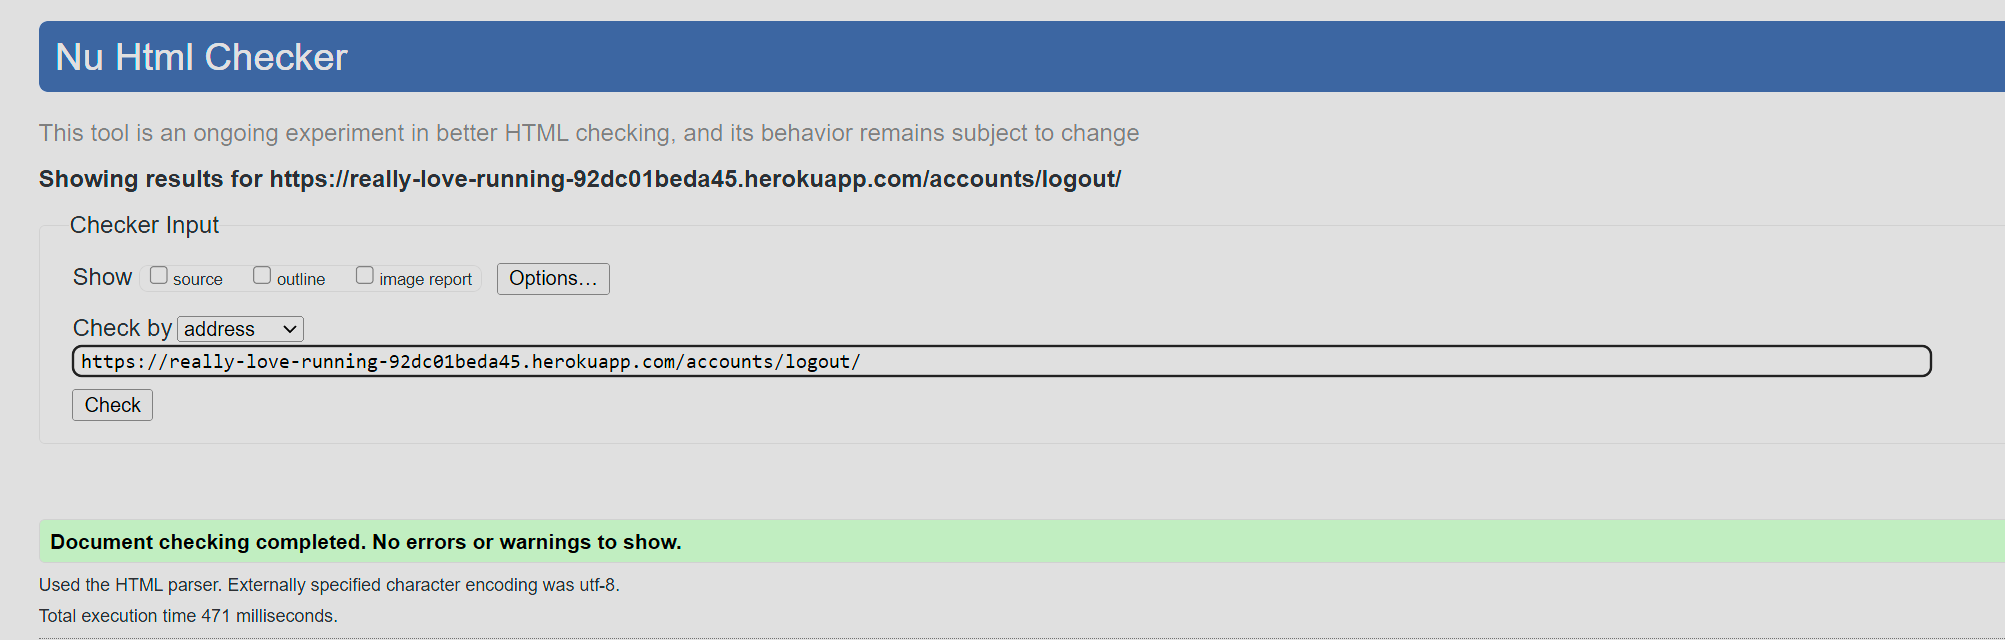 Nu Html Checker
This tool is an ongoing experiment in better HTML checking, and its behavior remains subject to change
Showing results for https://really-love-running-92dc01beda45.herokuapp.com/accounts/logout/
Checker Input
Show source outline image report Options...
Check by address
https://really-love-running-92dc01beda45.herokuapp.com/accounts/logout/
Check
Document checking completed. No errors or warnings to show.
Used the HTML parser. Externally specified character encoding was utf-8.
Total execution time 471 milliseconds.